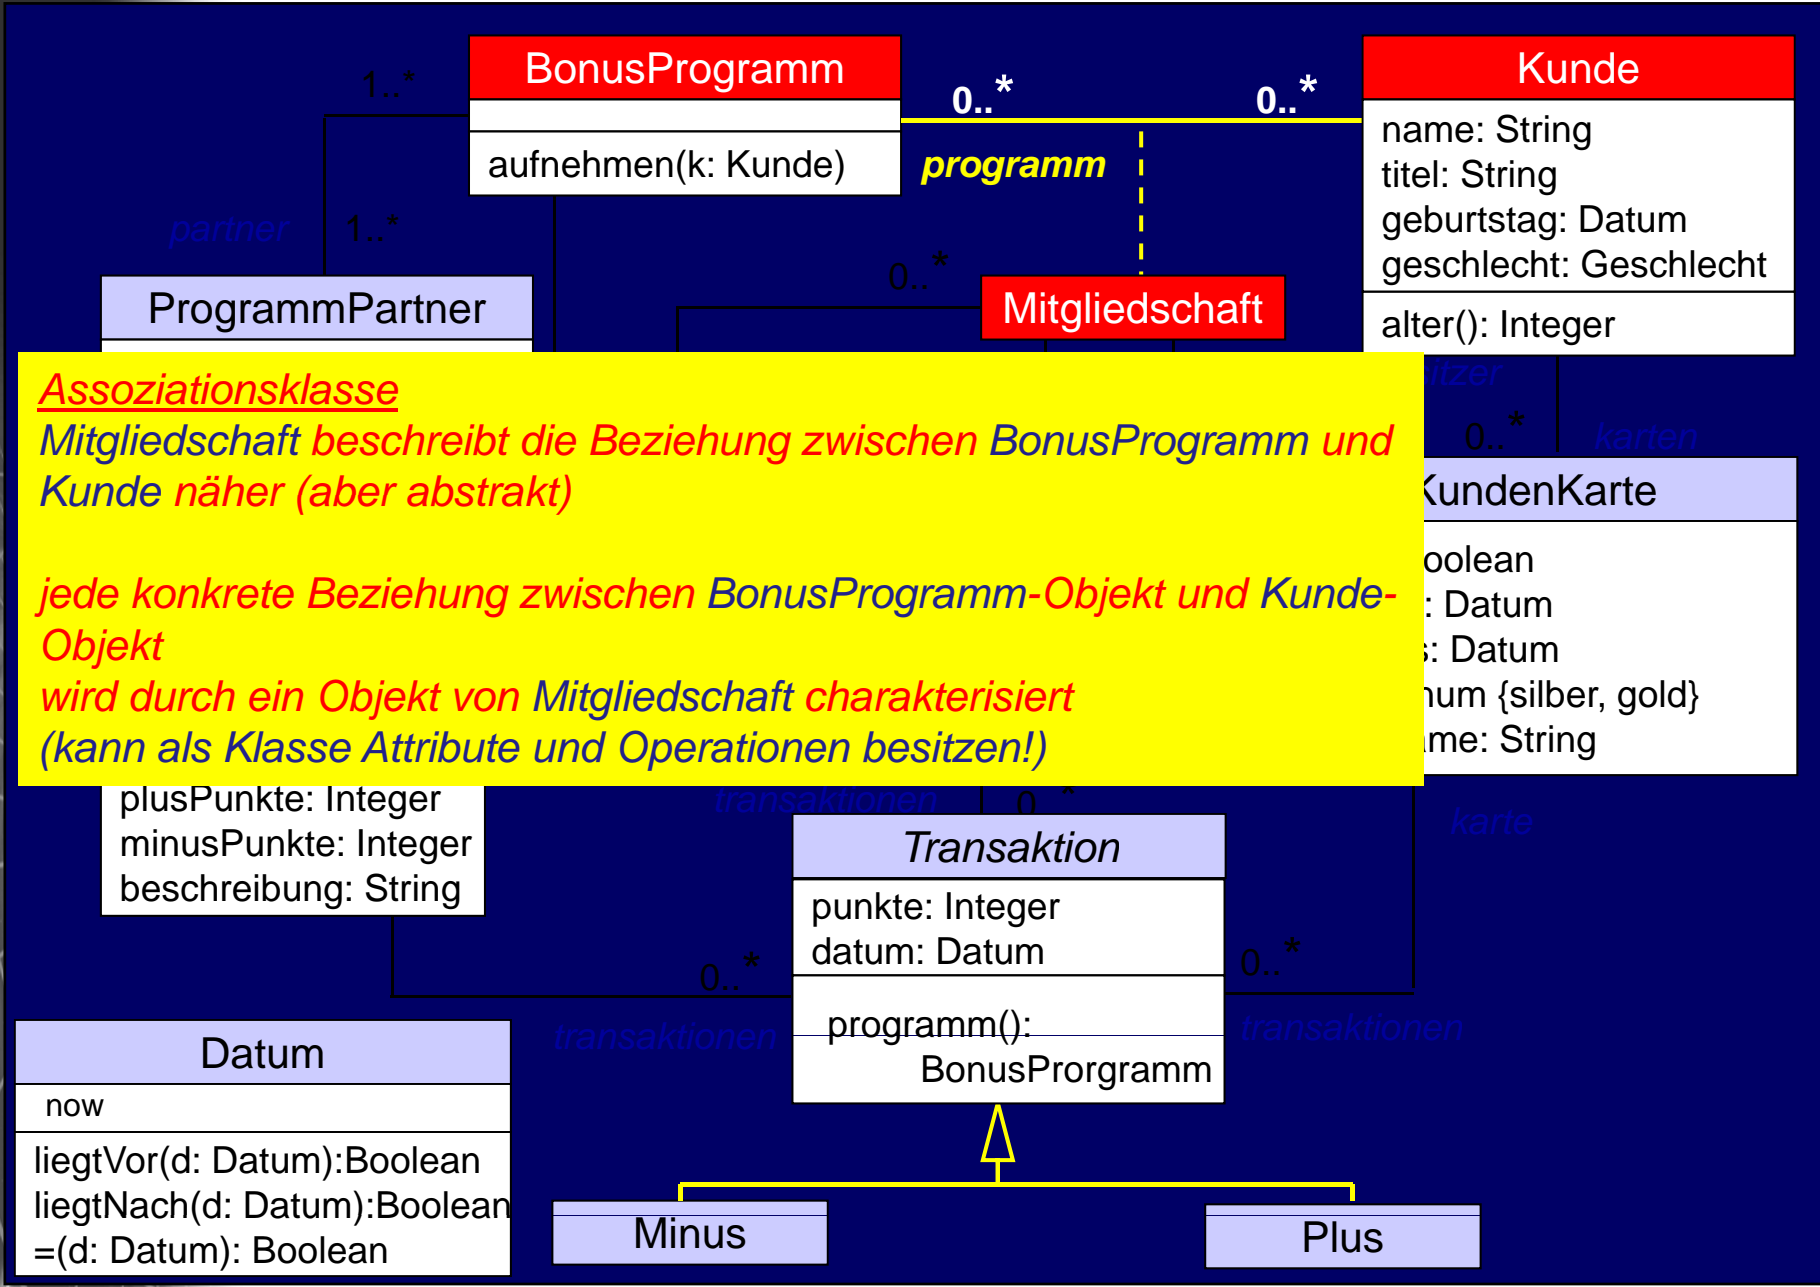 BonusProgramm
aufnehmen(k: Kunde)
1..*
0..*
0..*
programm
Kunde
name: String
titel: String
geburtstag: Datum
geschlecht: Geschlecht
alter(): Integer
partner
1..*
0..*
Mitgliedschaft
ProgrammPartner
Assoziationsklasse
Mitgliedschaft beschreibt die Beziehung zwischen BonusProgramm und
Kunde näher (aber abstrakt)
jede konkrete Beziehung zwischen BonusProgramm-Objekt und Kunde-
Objekt
wird durch ein Objekt von Mitgliedschaft charakterisiert
(kann als Klasse Attribute und Operationen besitzen!)
0..*
karten
KundenKarte
: Datum
: Datum
{silber, gold}
: String
plusPunkte: Integer
minusPunkte: Integer
beschreibung: String
transaktionen
karte
Transaktion
punkte: Integer
datum: Datum
programm():
BonusProrgramm
0..*
transaktionen
0..*
transaktionen
Datum
now
liegtVor(d: Datum):Boolean
liegtNach(d: Datum):Boolean
=(d: Datum): Boolean
Minus
Plus